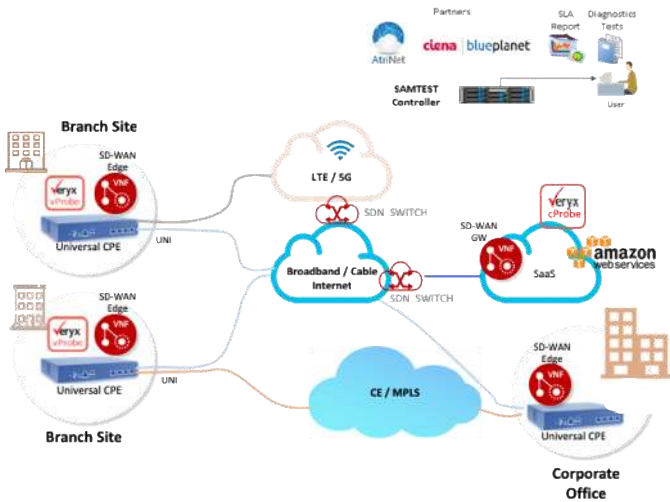 Partners
SLA
Report
Diagnostics
Tests
AtriNet
ciena
blueplanet
SAMTEST
Controller
User
Branch Site
SD-WAN
Edge
veryx
vProbe
VNF
Universal CPE
UNI
LTE / 5G
SDN SWITCH
Broadband / Cable
Internet
SDN SWITCH
SD-WAN
GW
VNF
veryx
cProbe
SaaS
amazon
web services
SD-WAN
Edge
veryx
vProbe
VNF
Universal CPE
UNI
Branch Site
CE / MPLS
SD-WAN
Edge
VNF
Universal CPE
Corporate
Office